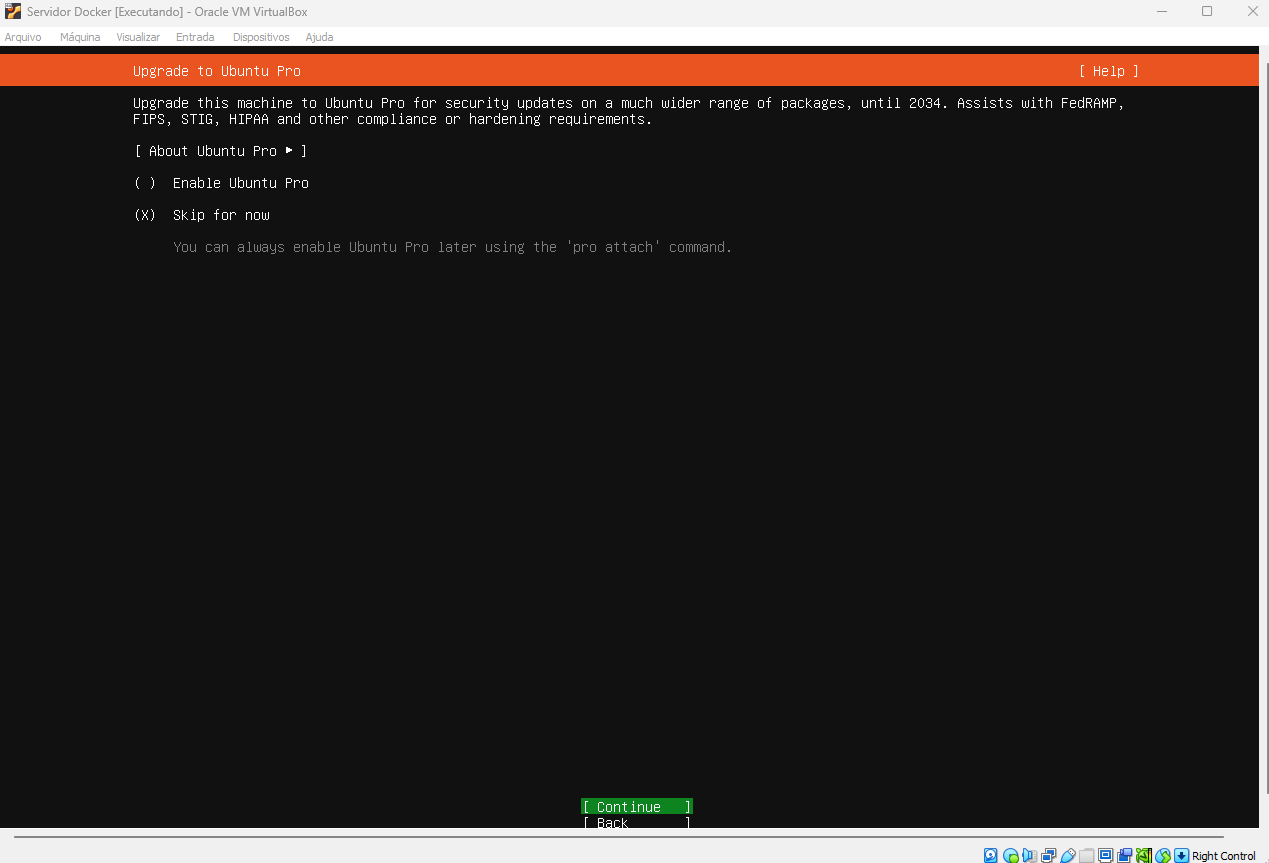 Servidor Docker [Executando] - Oracle VM VirtualBox
Arquivo Máquina Visualizar Entrada Dispositivos Ajuda
Upgrade to Ubuntu Pro [ Help ]
Upgrade this machine to Ubuntu Pro for security updates on a much wider range of packages, until 2034. Assists with FedRAMP,
FIPS, STIG, HIPAA and other compliance or hardening requirements.
[ About Ubuntu Pro ▸ ]
( ) Enable Ubuntu Pro
(X) Skip for now
You can always enable Ubuntu Pro later using the 'pro attach' command.
[ Continue ]
[ Back ]
Right Control